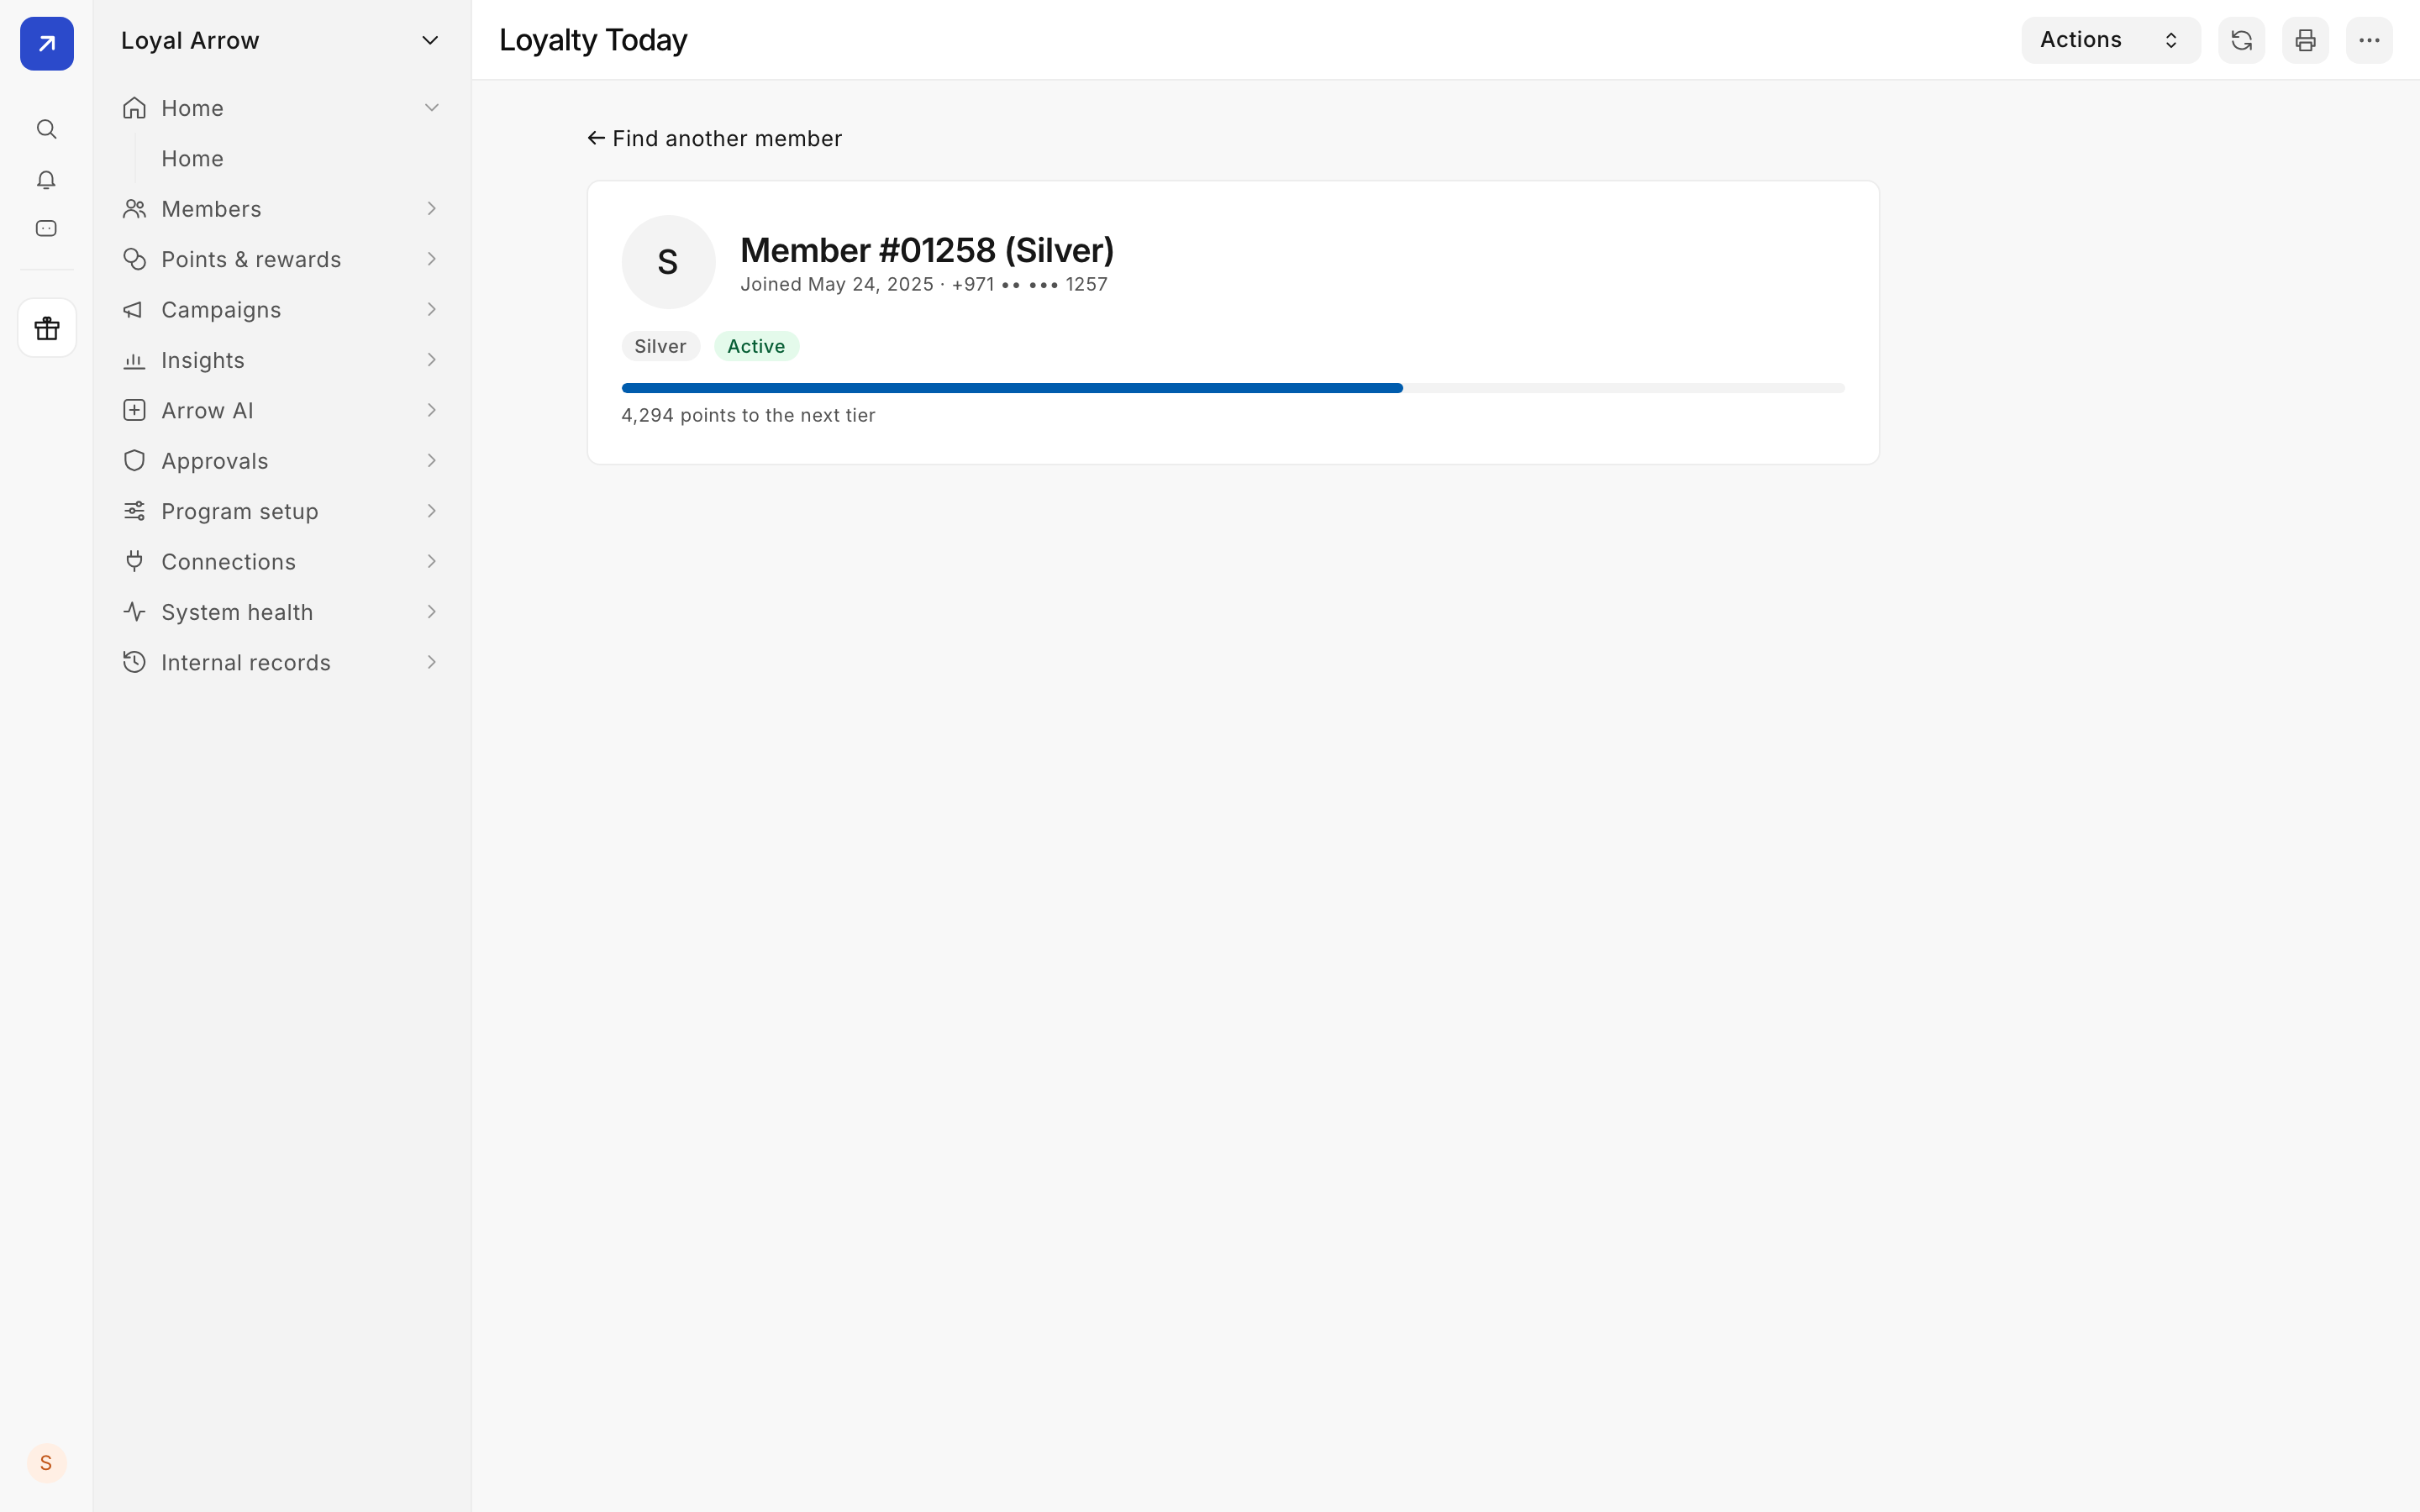 Loyal Arrow
Home
Home
Members
Points & rewards
Campaigns
Insights
Arrow AI
Approvals
Program setup
Connections
System health
Internal records
S
Loyalty Today
Actions
← Find another member
S
Member #01258 (Silver)
Joined May 24, 2025 · +971 •• ••• 1257
Silver
Active
4,294 points to the next tier